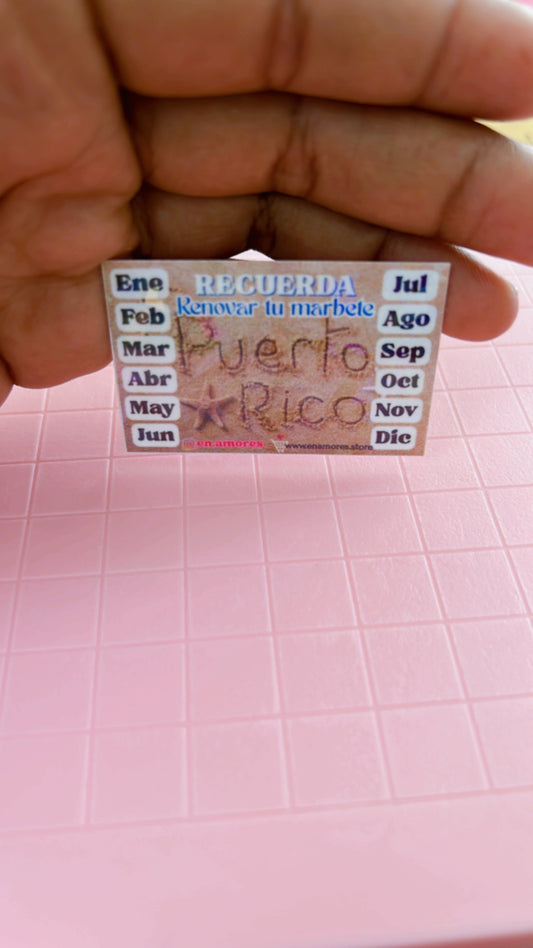 RECUERDA
Renovar tu marbete
Ene
Feb
Mar
Abr
May
Jun
Puerto
Rico
Jul
Ago
Sep
Oct
Nov
Dic
@en.amores_
www.enamores.store